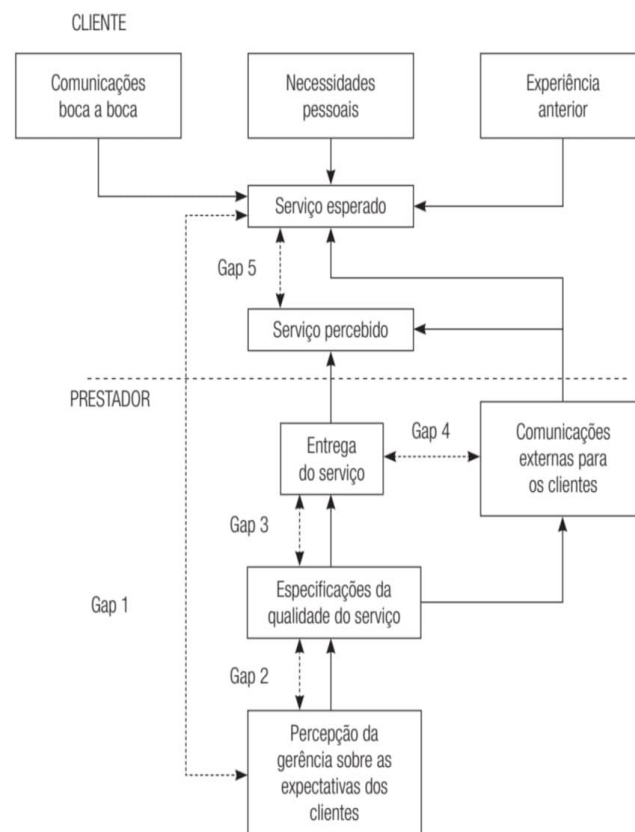 CLIENTE
Comunicações
boca a boca
Necessidades
pessoais
Experiência
anterior
Serviço esperado
Gap 5
Serviço percebido
PRESTADOR
Entrega
do serviço
Gap 4
Comunicações
externas para
os clientes
Gap 3
Especificações da
qualidade do serviço
Gap 1
Gap 2
Percepção da
gerência sobre as
expectativas dos
clientes